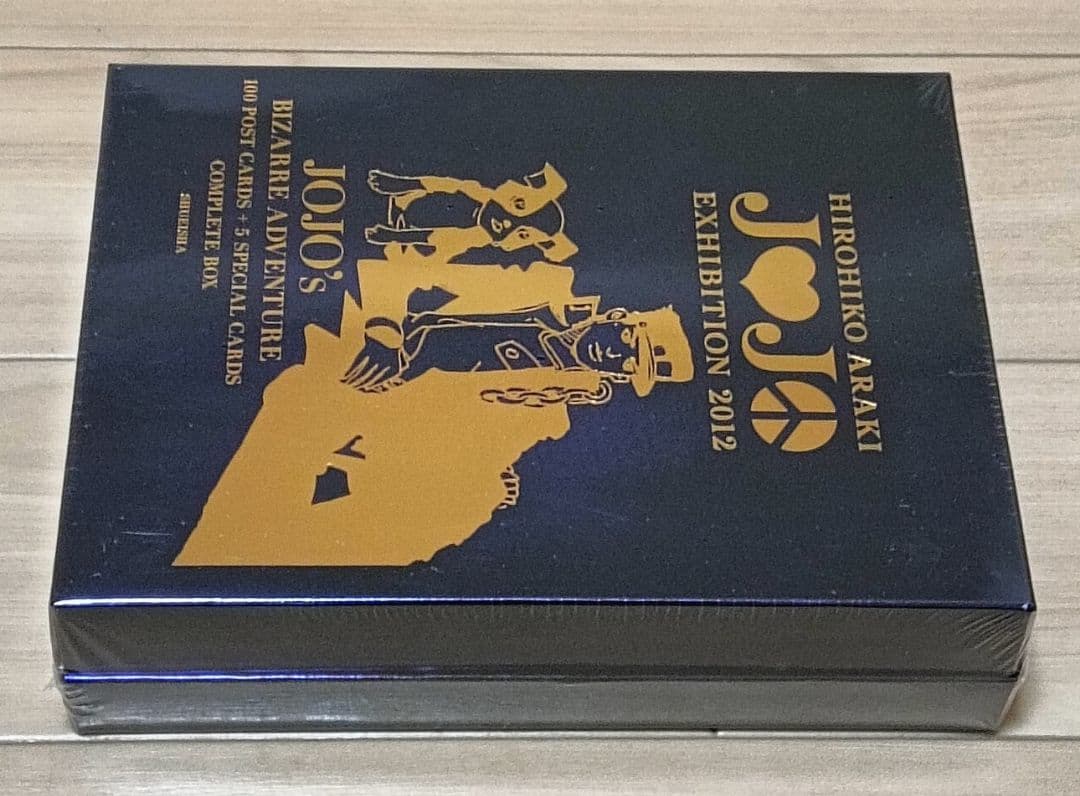 HIROHIKO ARAKI
JOJO
EXHIBITION 2012
JOJO's
BIZARRE ADVENTURE
100 POST CARDS + 5 SPECIAL CARDS
COMPLETE BOX
SHUEISHA